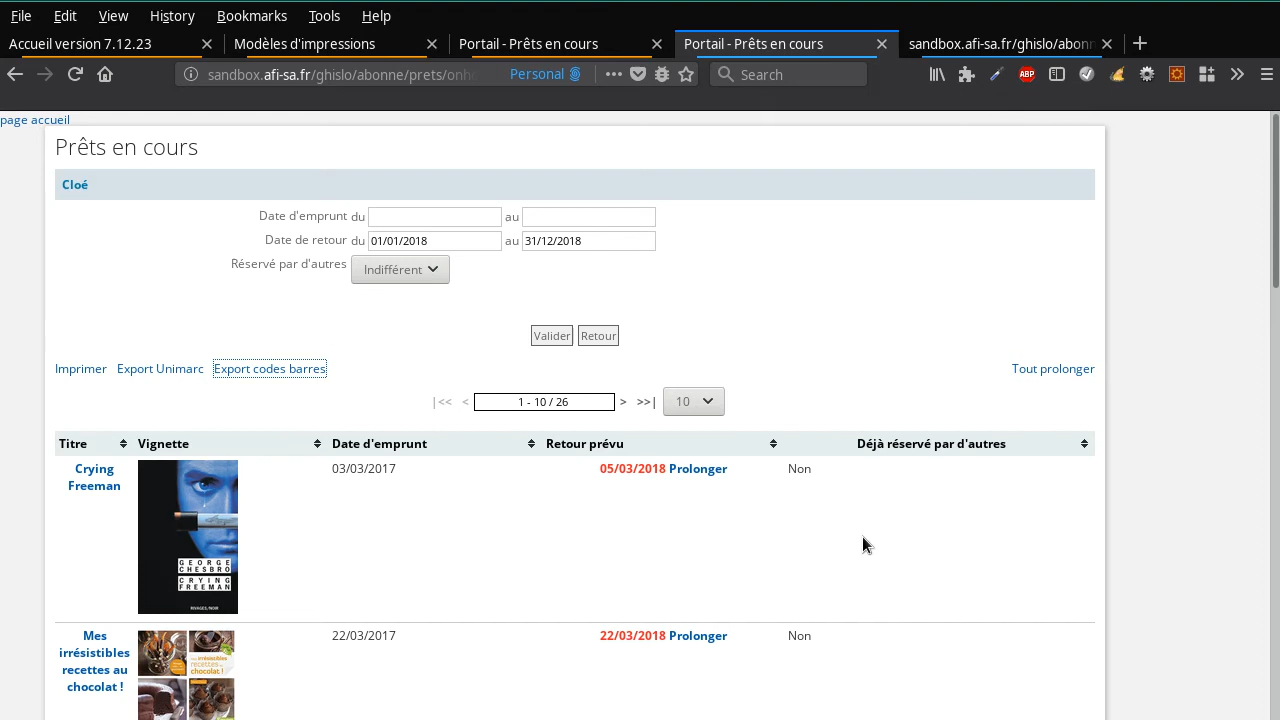 File Edit View History Bookmarks Tools Help
Accueil version 7.12.23 Modèles d'impressions Portail - Prêts en cours Portail - Prêts en cours sandbox.afi-sa.fr/ghislo/abonn
sandbox.afi-sa.fr/ghislo/abonne/prets/onh Personal Search ABP
page accueil
Prêts en cours
Cloé
Date d'emprunt du au
Date de retour du 01/01/2018 au 31/12/2018
Réservé par d'autres Indifférent
Valider Retour
Imprimer Export Unimarc Export codes barres Tout prolonger
|<< < 1 - 10 / 26 > >>| 10
Titre Vignette Date d'emprunt Retour prévu Déjà réservé par d'autres
Crying 03/03/2017 05/03/2018 Prolonger Non
Freeman
GEORGE
CHESBRO
CRYING
FREEMAN
RIVAGES/NOIR
Mes 22/03/2017 22/03/2018 Prolonger Non
irrésistibles
recettes au
chocolat !
irrésistibles
recettes
chocolat !